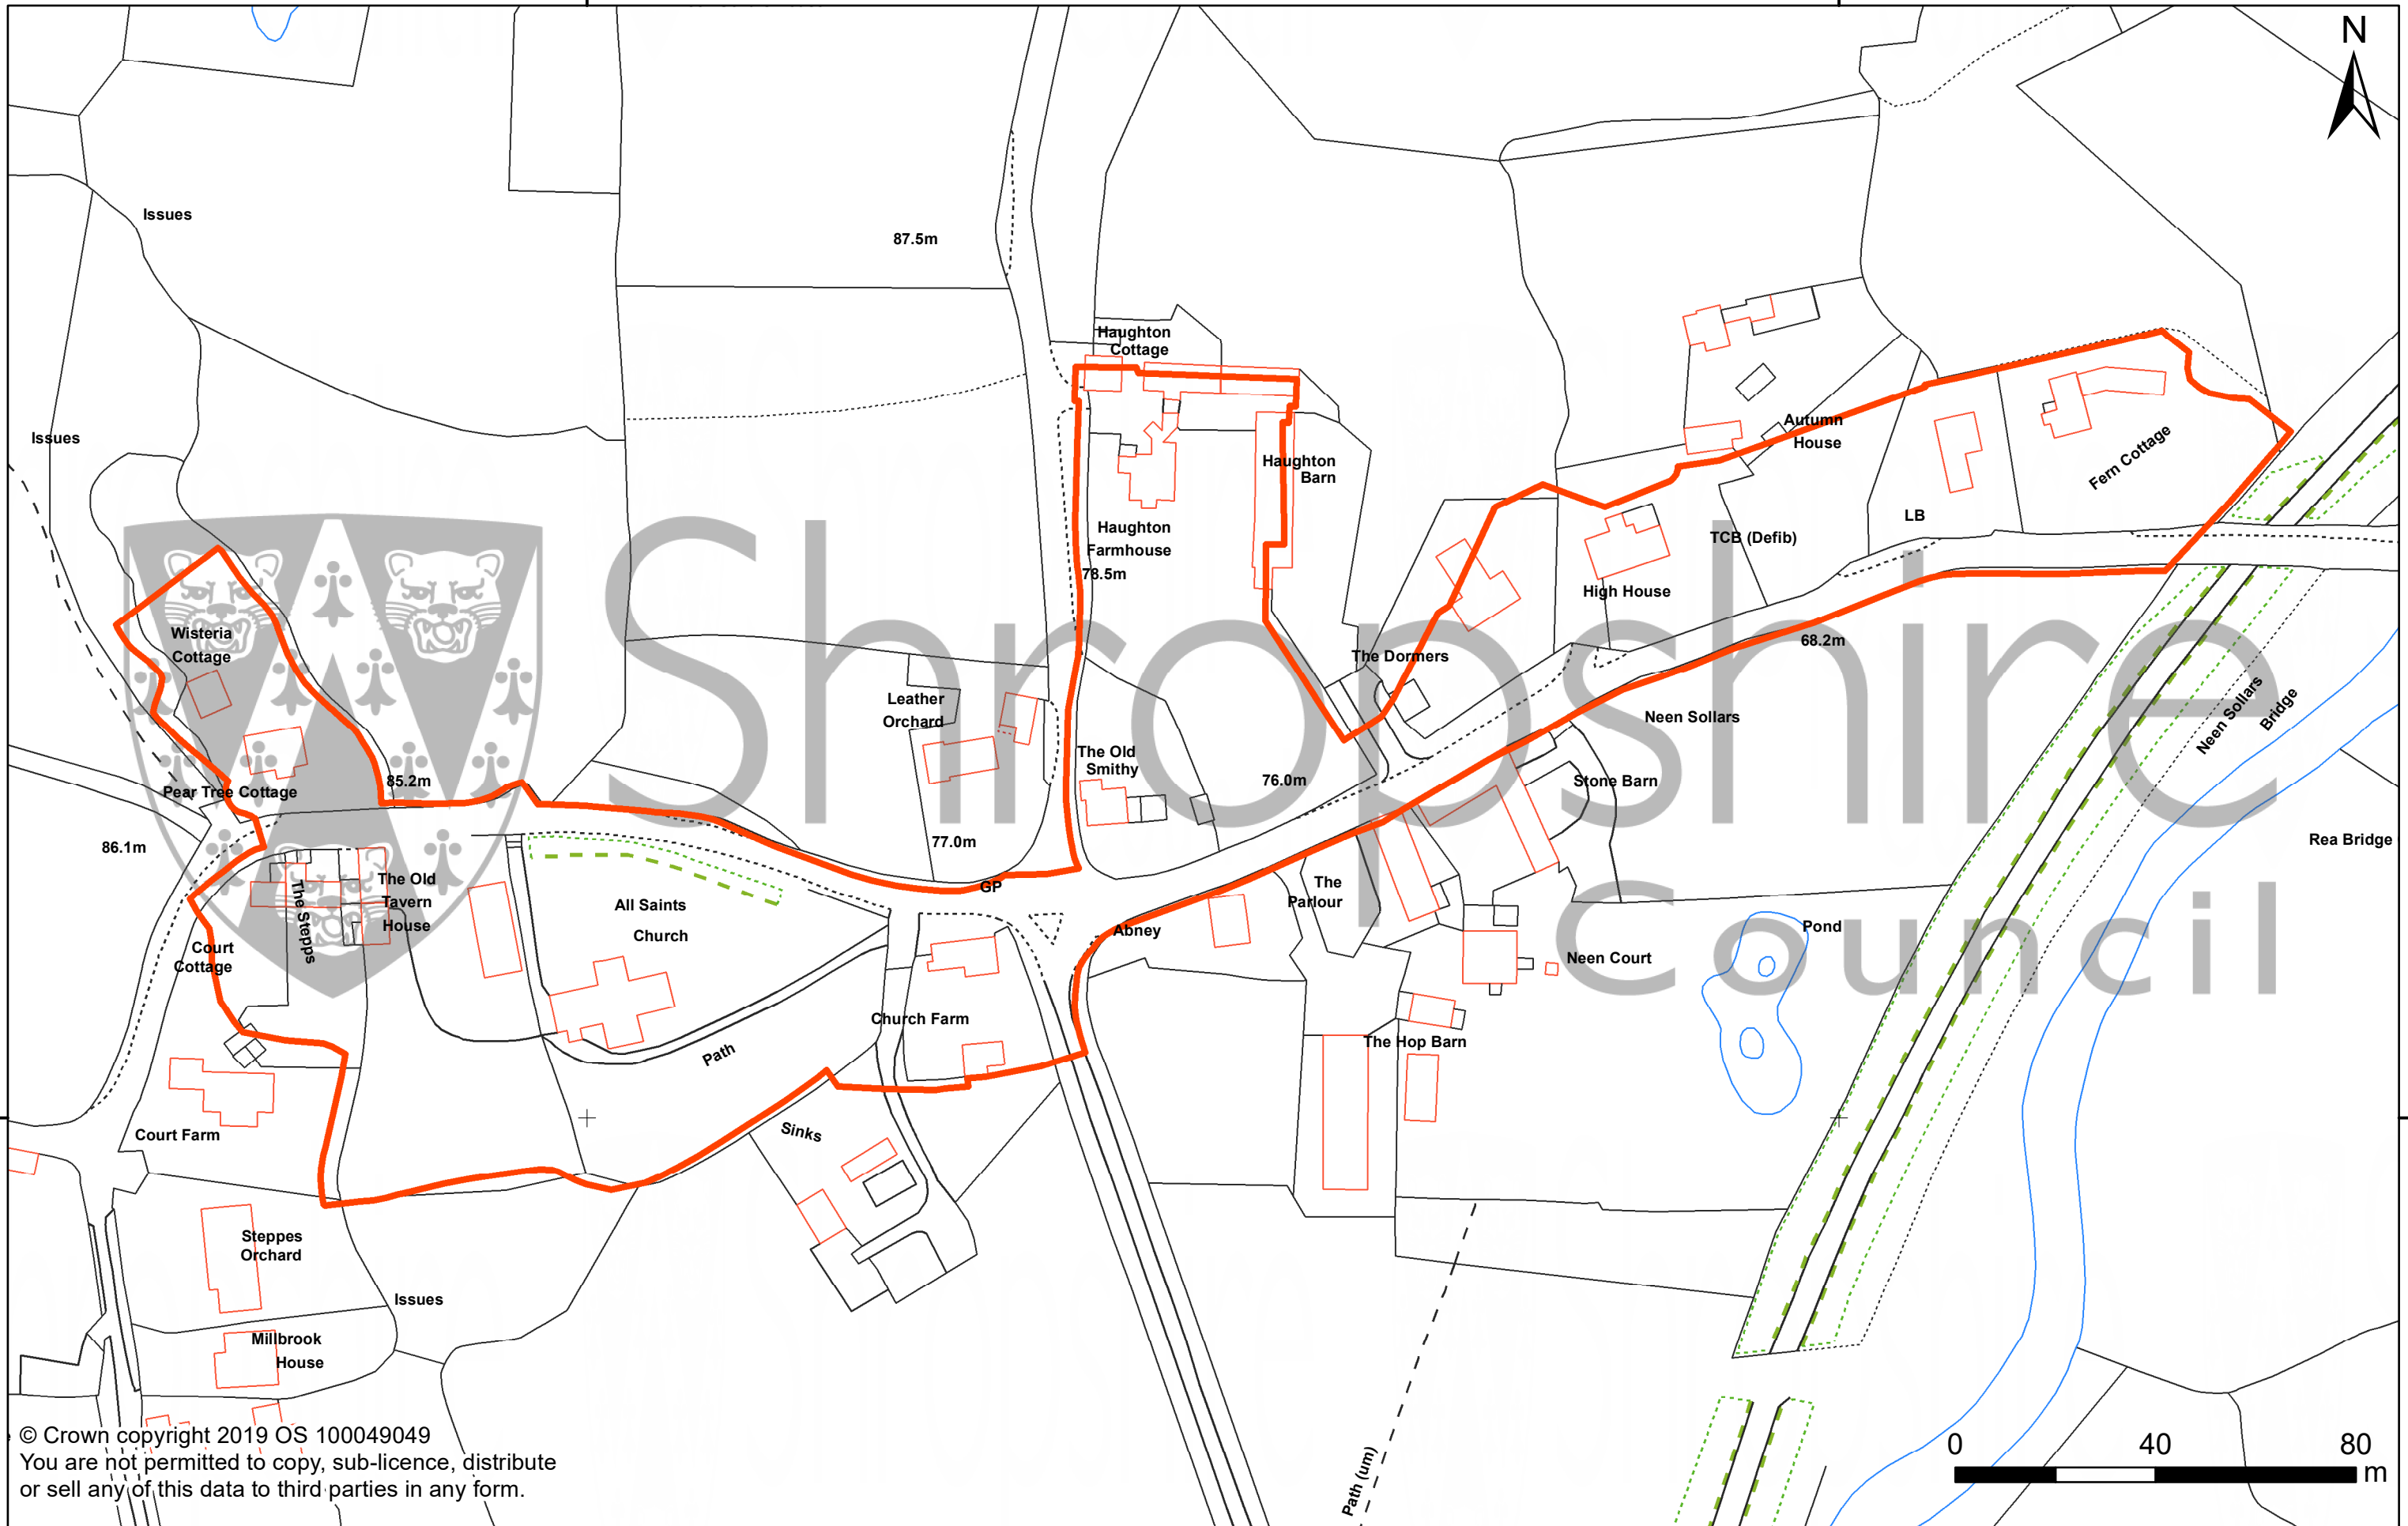 N
Issues
87.5m
Haughton
Cottage
Issues
Autumn
House
Haughton
Barn
Fern Cottage
LB
Haughton
Farmhouse
TCB (Defib)
78.5m
High House
Wisteria
Cottage
68.2m
The Dormers
Shropshire
Council
Leather
Orchard
Neen Sollars
Neen Sollars
Bridge
The Old
Smithy
85.2m
76.0m
Stone Barn
Pear Tree Cottage
86.1m
77.0m
Rea Bridge
The Old
Tavern
House
The Stepps
GP
The
Parlour
All Saints
Church
Abney
Pond
Court
Cottage
Neen Court
Church Farm
The Hop Barn
Path
Court Farm
Sinks
Steppes
Orchard
Issues
Millbrook
House
Path (um)
© Crown copyright 2019 OS 100049049
You are not permitted to copy, sub-licence, distribute
or sell any of this data to third parties in any form.
0 40 80
m